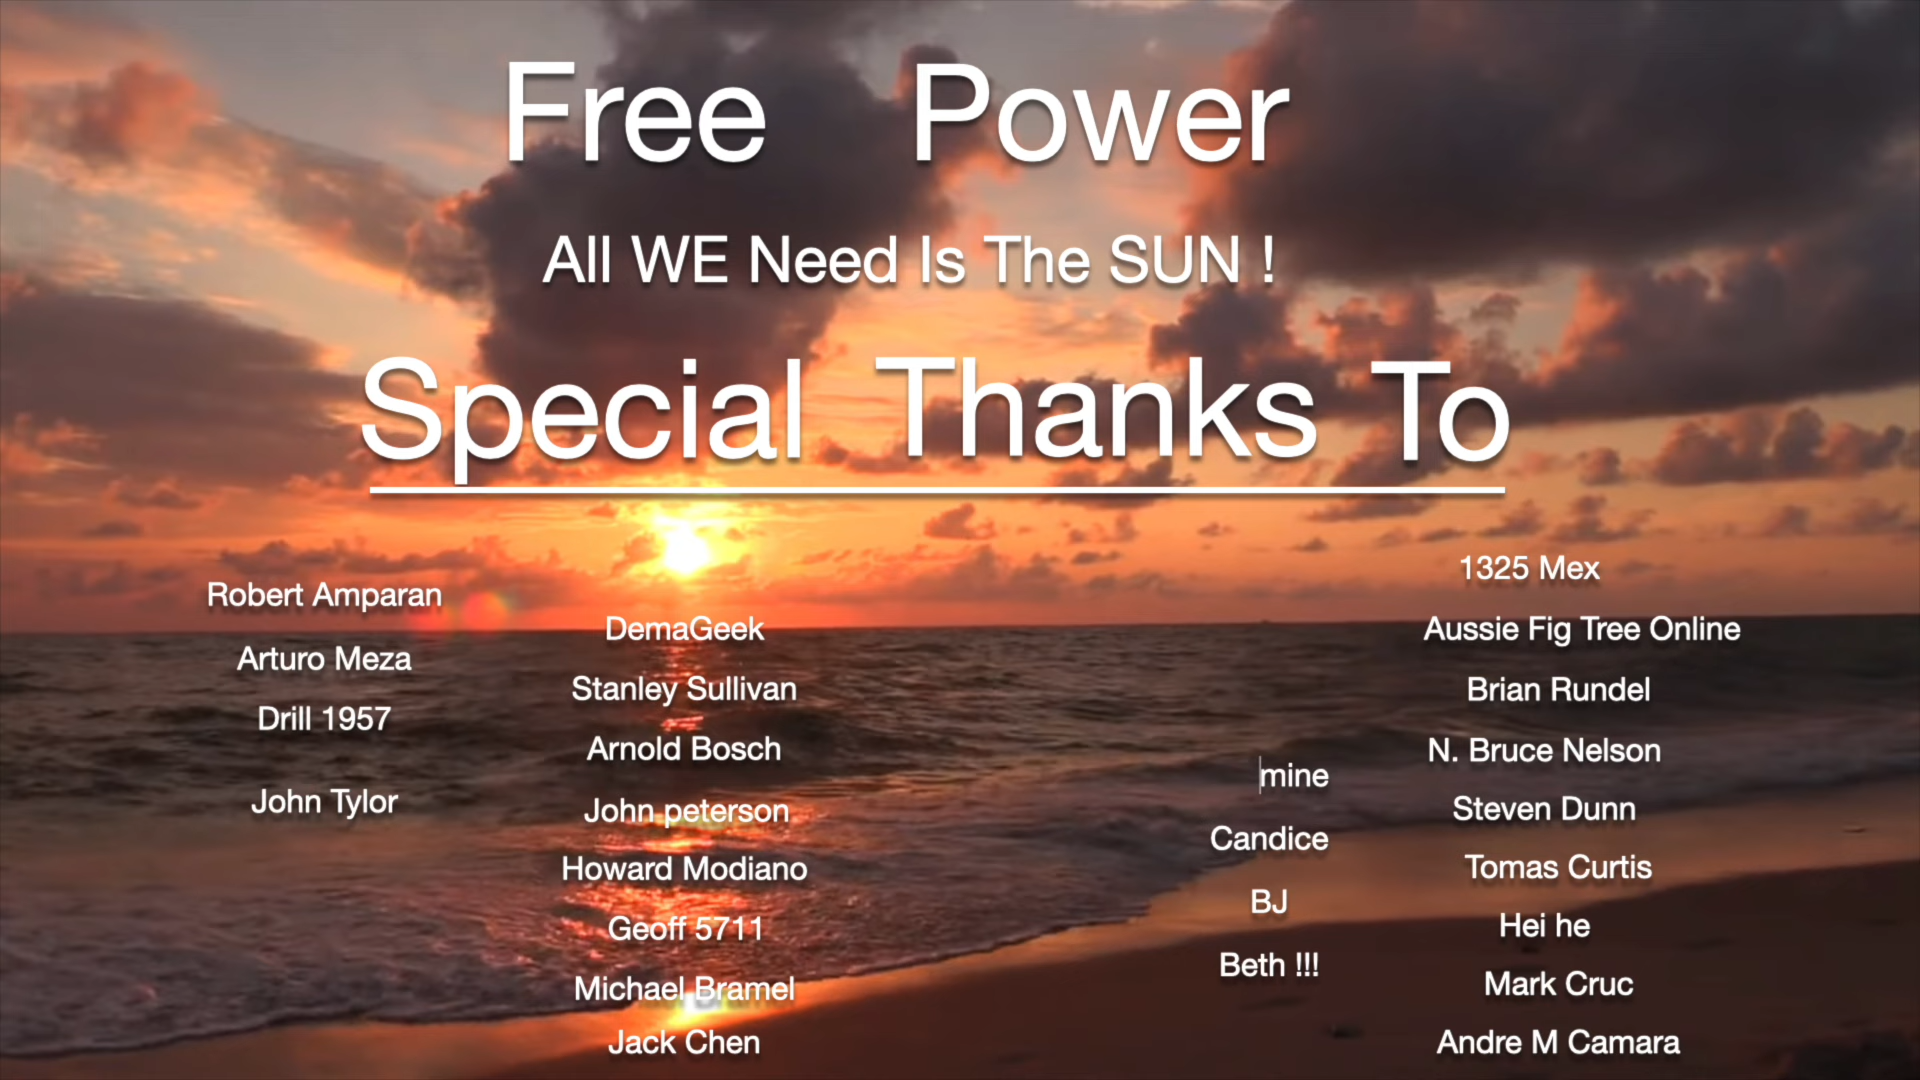 Free Power
All WE Need Is The SUN !
Special Thanks To
Robert Amparan
Arturo Meza
Drill 1957
John Tylor
DemaGeek
Stanley Sullivan
Arnold Bosch
John peterson
Howard Modiano
Geoff 5711
Michael Bramel
Jack Chen
mine
Candice
BJ
Beth !!!
1325 Mex
Aussie Fig Tree Online
Brian Rundel
N. Bruce Nelson
Steven Dunn
Tomas Curtis
Hei he
Mark Cruc
Andre M Camara